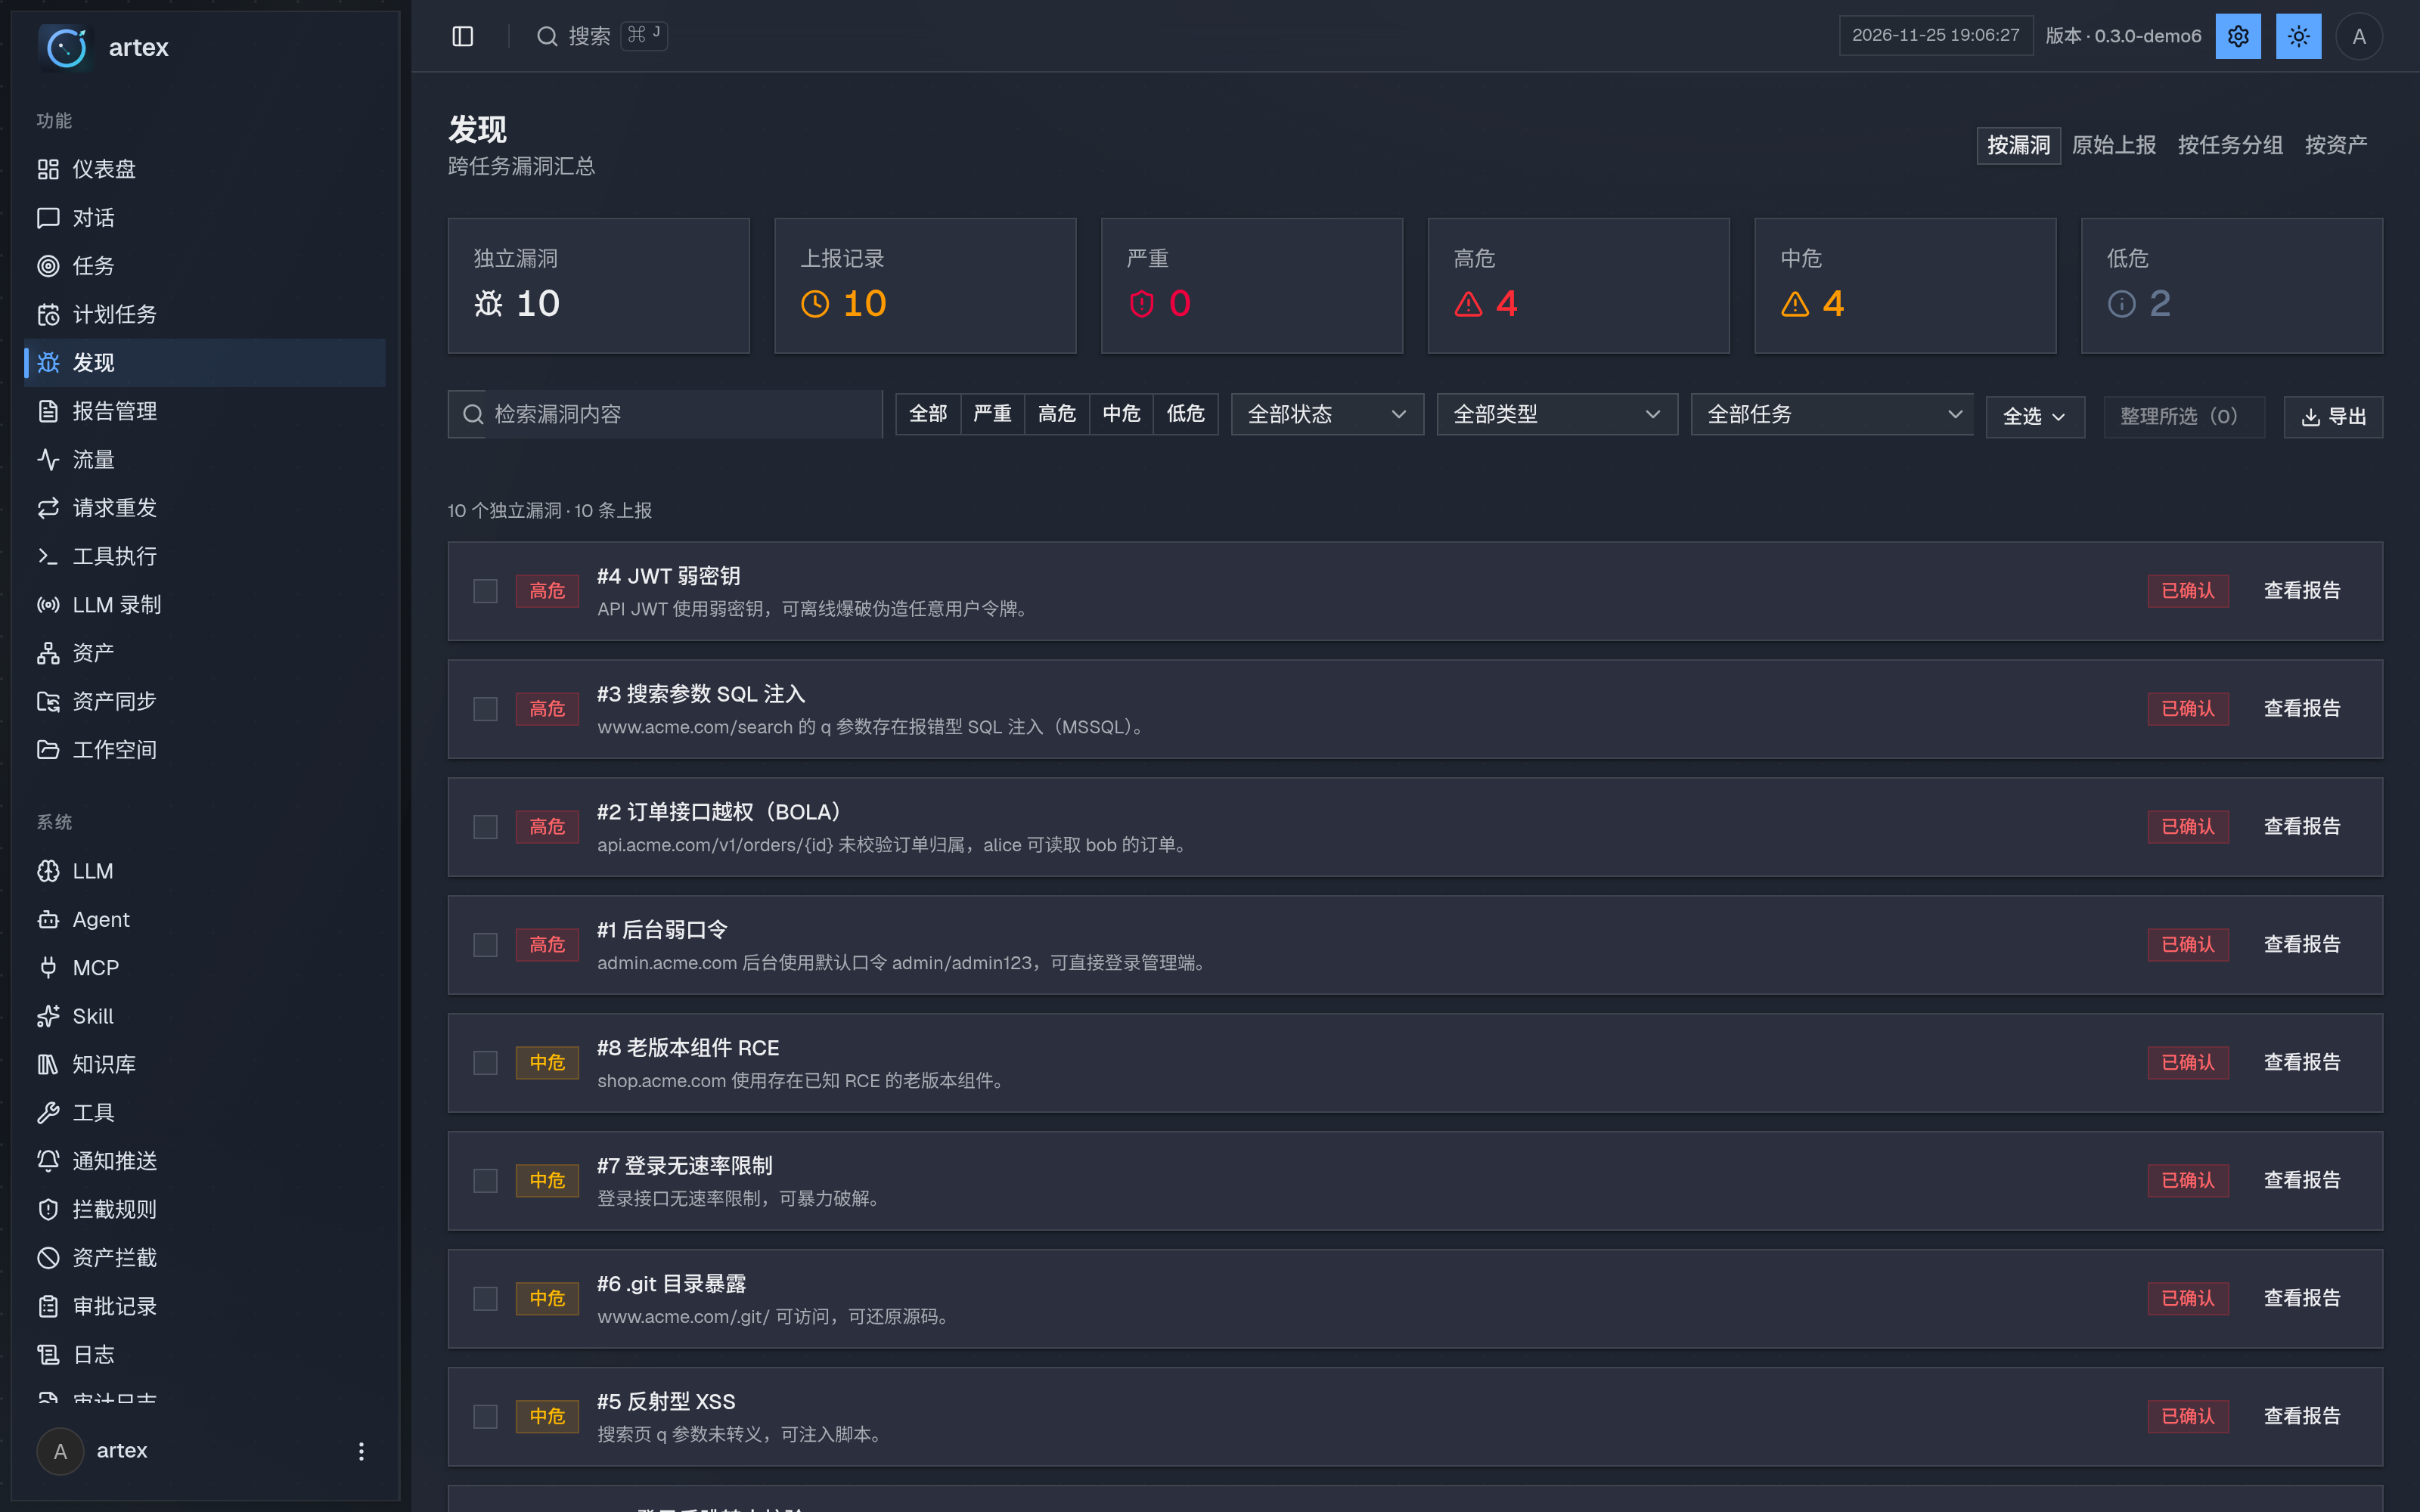 artex
功能
仪表盘
对话
任务
计划任务
发现
报告管理
流量
请求重发
工具执行
LLM 录制
资产
资产同步
工作空间
系统
LLM
Agent
MCP
Skill
知识库
工具
通知推送
拦截规则
资产拦截
审批记录
日志
审计日志
A artex
搜索 ⌘ J
2026-11-25 19:06:27 版本 · 0.3.0-demo6 A
发现
跨任务漏洞汇总
按漏洞 原始上报 按任务分组 按资产
独立漏洞
10
上报记录
10
严重
0
高危
4
中危
4
低危
2
检索漏洞内容 全部 严重 高危 中危 低危 全部状态 全部类型 全部任务 全选 整理所选（0） 导出
10 个独立漏洞 · 10 条上报
高危 #4 JWT 弱密钥 已确认 查看报告
API JWT 使用弱密钥，可离线爆破伪造任意用户令牌。
高危 #3 搜索参数 SQL 注入 已确认 查看报告
www.acme.com/search 的 q 参数存在报错型 SQL 注入（MSSQL）。
高危 #2 订单接口越权（BOLA） 已确认 查看报告
api.acme.com/v1/orders/{id} 未校验订单归属，alice 可读取 bob 的订单。
高危 #1 后台弱口令 已确认 查看报告
admin.acme.com 后台使用默认口令 admin/admin123，可直接登录管理端。
中危 #8 老版本组件 RCE 已确认 查看报告
shop.acme.com 使用存在已知 RCE 的老版本组件。
中危 #7 登录无速率限制 已确认 查看报告
登录接口无速率限制，可暴力破解。
中危 #6 .git 目录暴露 已确认 查看报告
www.acme.com/.git/ 可访问，可还原源码。
中危 #5 反射型 XSS 已确认 查看报告
搜索页 q 参数未转义，可注入脚本。